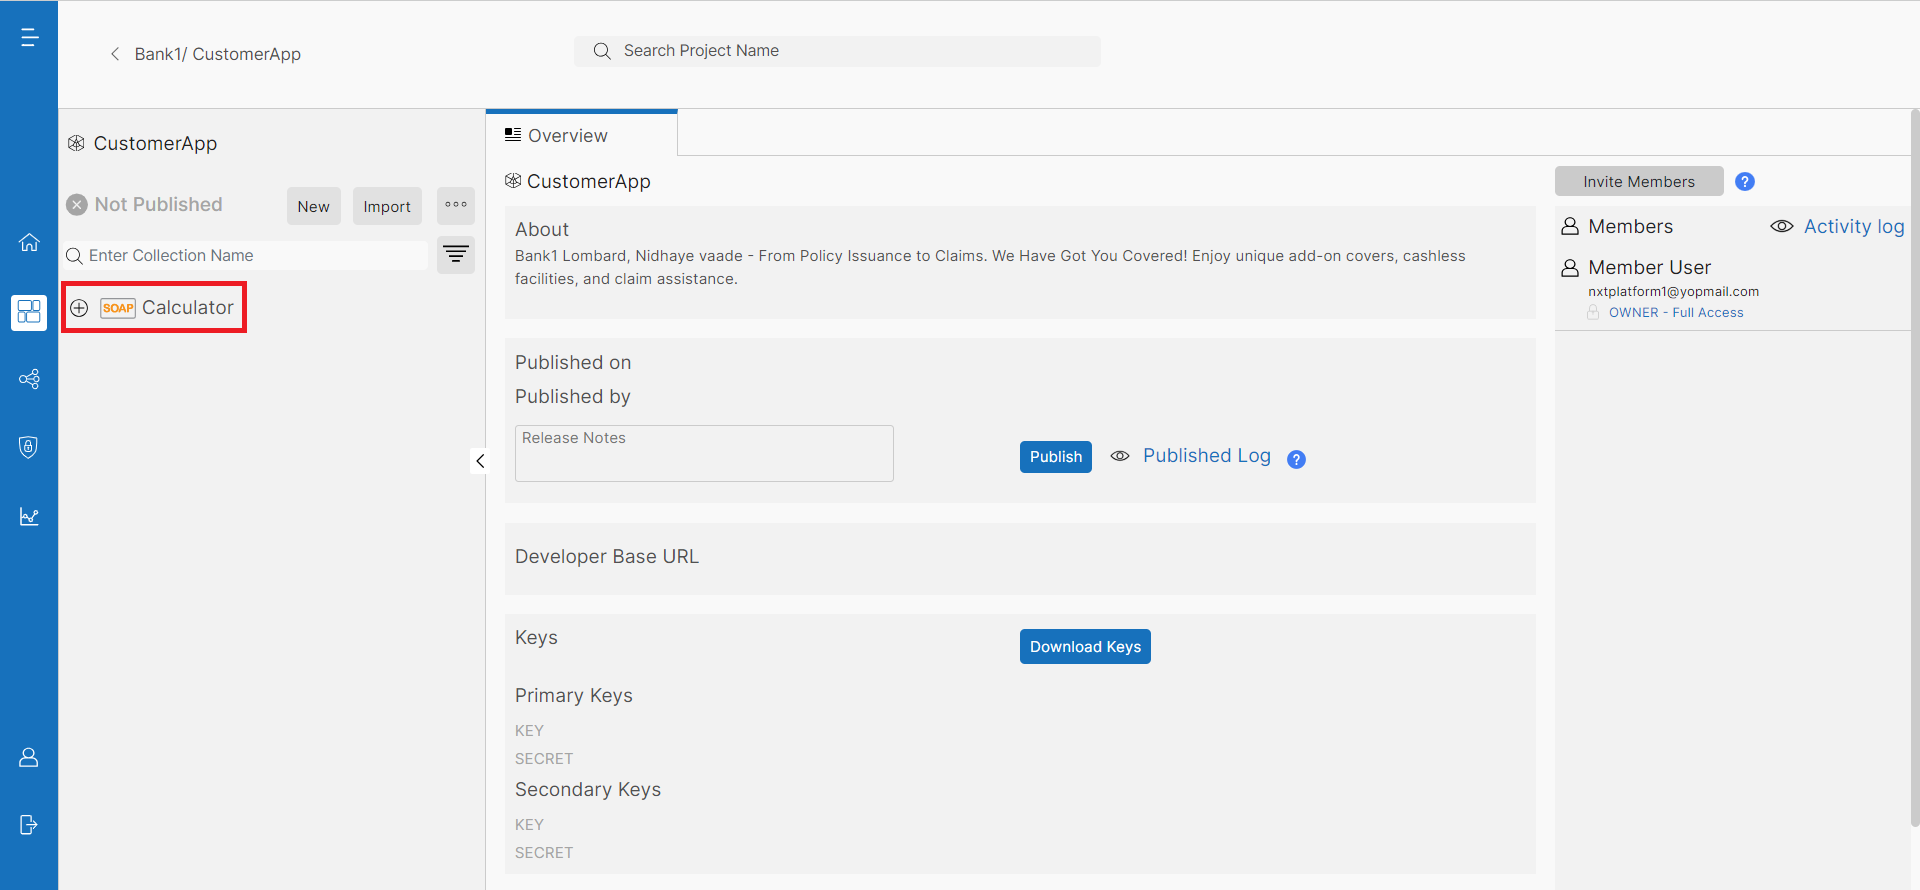 Bank1/ CustomerApp
Search Project Name
CustomerApp
Not Published
New
Import
Enter Collection Name
SOAP Calculator
Overview
CustomerApp
About
Bank1 Lombard, Nidhaye vaade - From Policy Issuance to Claims. We Have Got You Covered! Enjoy unique add-on covers, cashless
facilities, and claim assistance.
Published on
Published by
Release Notes
Publish
Published Log
?
Developer Base URL
Keys
Download Keys
Primary Keys
KEY
SECRET
Secondary Keys
KEY
SECRET
Invite Members
?
Members
Activity log
Member User
nxtplatform1@yopmail.com
OWNER - Full Access